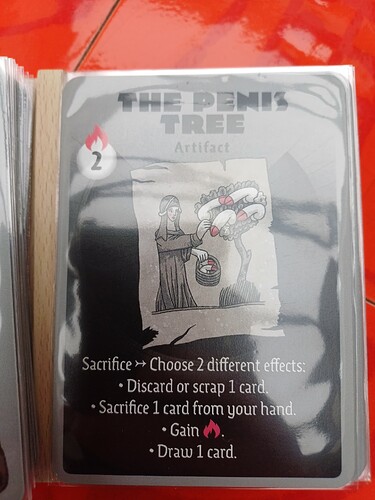 THE PENIS
TREE
Artifact
2
Sacrifice ↣ Choose 2 different effects:
• Discard or scrap 1 card.
• Sacrifice 1 card from your hand.
• Gain 🔥.
• Draw 1 card.